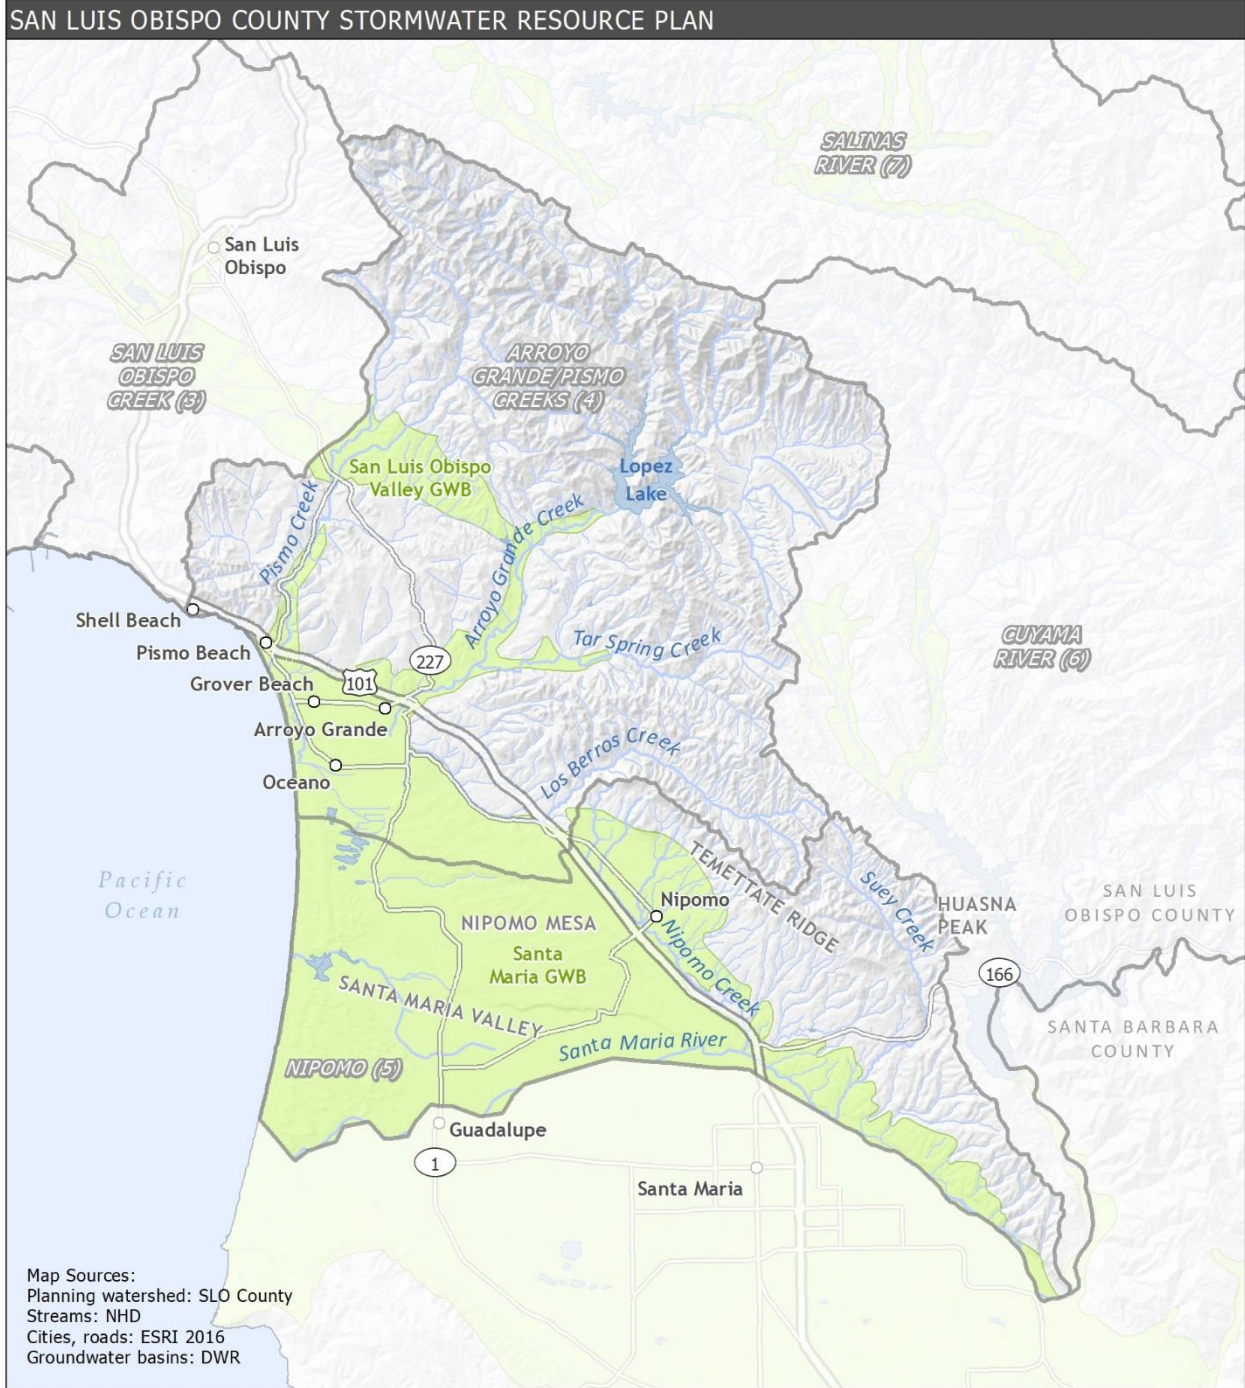 SAN LUIS OBISPO COUNTY STORMWATER RESOURCE PLAN
SALINAS
RIVER (7)
San Luis
Obispo
SAN LUIS
OBISPO
CREEK (3)
ARROYO
GRANDE/PISMO
CREEKS (4)
San Luis Obispo
Valley GWB
Lopez
Lake
Pismo Creek
Arroyo Grande Creek
Shell Beach
Pismo Beach
Tar Spring Creek
CUYAMA
RIVER (6)
227
101
Grover Beach
Arroyo Grande
Los Berros Creek
Oceano
Pacific
Ocean
TEMETTATE RIDGE
Suey Creek
Nipomo
HUASNA
PEAK
SAN LUIS
OBISPO COUNTY
NIPOMO MESA
Santa
Maria GWB
Nipomo Creek
166
SANTA MARIA VALLEY
SANTA BARBARA
COUNTY
Santa Maria River
NIPOMO (5)
Guadalupe
1
Santa Maria
Map Sources:
Planning watershed: SLO County
Streams: NHD
Cities, roads: ESRI 2016
Groundwater basins: DWR